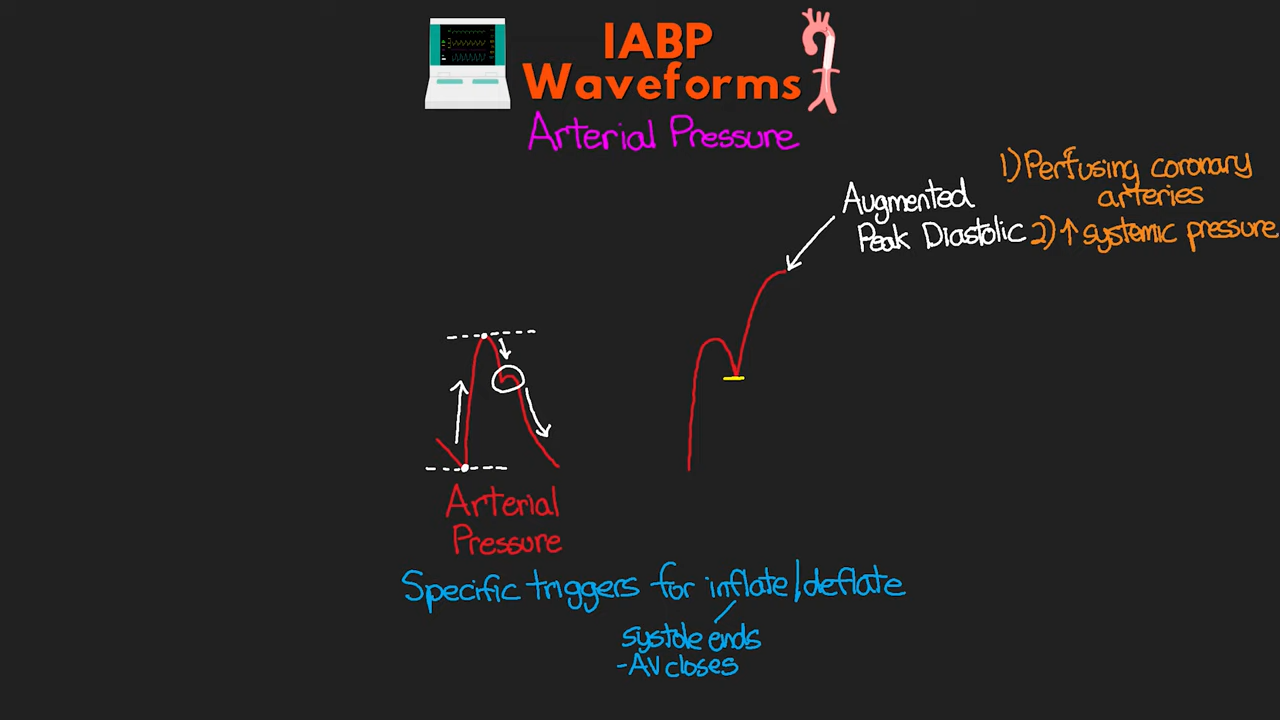 IABP
Waveforms
Arterial Pressure
1) Perfusing coronary
arteries
2) ↑ systemic pressure
Augmented
Peak Diastolic
Arterial
Pressure
Specific triggers for inflate/deflate
systole ends
-AV closes